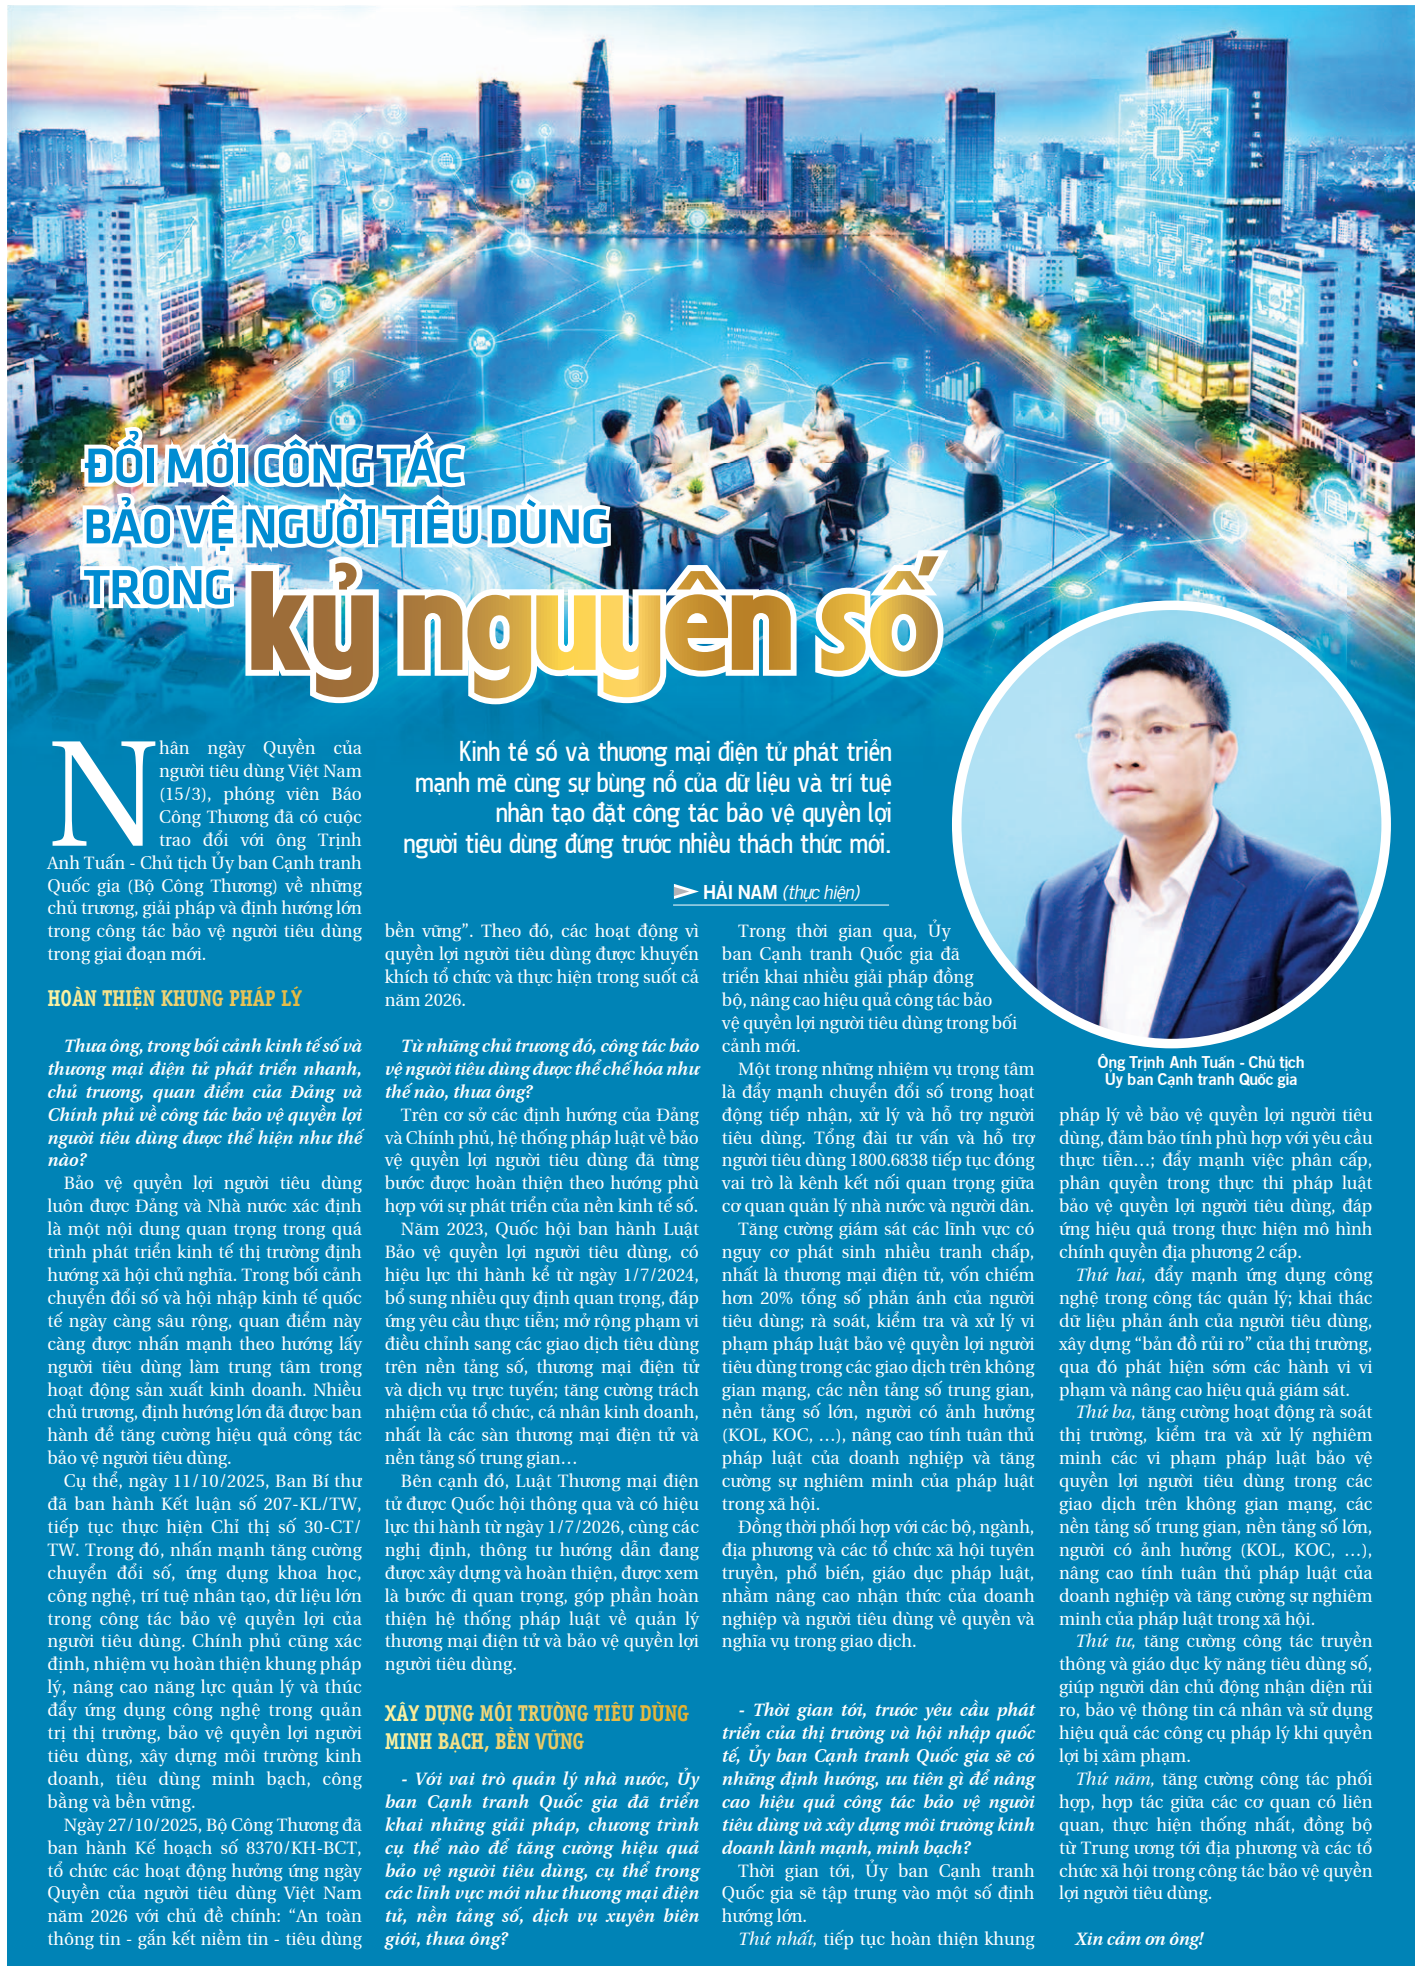 ĐỔI MỚI CÔNG TÁC
BẢO VỆ NGƯỜI TIÊU DÙNG
TRONG kỷ nguyên số
Kinh tế số và thương mại điện tử phát triển
mạnh mẽ cùng sự bùng nổ của dữ liệu và trí tuệ
nhân tạo đặt công tác bảo vệ quyền lợi
người tiêu dùng đứng trước nhiều thách thức mới.
HẢI NAM (thực hiện)
Nhân ngày Quyền của
người tiêu dùng Việt Nam
(15/3), phóng viên Báo
Công Thương đã có cuộc
trao đổi với ông Trịnh
Anh Tuấn - Chủ tịch Ủy ban Cạnh tranh
Quốc gia (Bộ Công Thương) về những
chủ trương, giải pháp và định hướng lớn
trong công tác bảo vệ người tiêu dùng
trong giai đoạn mới.
HOÀN THIỆN KHUNG PHÁP LÝ
Thưa ông, trong bối cảnh kinh tế số và
thương mại điện tử phát triển nhanh,
chủ trương, quan điểm của Đảng và
Chính phủ về công tác bảo vệ quyền lợi
người tiêu dùng được thể hiện như thế
nào?
Bảo vệ quyền lợi người tiêu dùng
luôn được Đảng và Nhà nước xác định
là một nội dung quan trọng trong quá
trình phát triển kinh tế thị trường định
hướng xã hội chủ nghĩa. Trong bối cảnh
chuyển đổi số và hội nhập kinh tế quốc
tế ngày càng sâu rộng, quan điểm này
càng được nhấn mạnh theo hướng lấy
người tiêu dùng làm trung tâm trong
hoạt động sản xuất kinh doanh. Nhiều
chủ trương, định hướng lớn đã được ban
hành để tăng cường hiệu quả công tác
bảo vệ người tiêu dùng.
Cụ thể, ngày 11/10/2025, Ban Bí thư
đã ban hành Kết luận số 207-KL/TW,
tiếp tục thực hiện Chỉ thị số 30-CT/
TW. Trong đó, nhấn mạnh tăng cường
chuyển đổi số, ứng dụng khoa học,
công nghệ, trí tuệ nhân tạo, dữ liệu lớn
trong công tác bảo vệ quyền lợi của
người tiêu dùng. Chính phủ cũng xác
định, nhiệm vụ hoàn thiện khung pháp
lý, nâng cao năng lực quản lý và thúc
đẩy ứng dụng công nghệ trong quản
trị thị trường, bảo vệ quyền lợi người
tiêu dùng, xây dựng môi trường kinh
doanh, tiêu dùng minh bạch, công
bằng và bền vững.
Ngày 27/10/2025, Bộ Công Thương đã
ban hành Kế hoạch số 8370/KH-BCT,
tổ chức các hoạt động hưởng ứng ngày
Quyền của người tiêu dùng Việt Nam
năm 2026 với chủ đề chính: “An toàn
thông tin - gắn kết niềm tin - tiêu dùng
bền vững”. Theo đó, các hoạt động vì
quyền lợi người tiêu dùng được khuyến
khích tổ chức và thực hiện trong suốt cả
năm 2026.
Từ những chủ trương đó, công tác bảo
vệ người tiêu dùng được thể chế hóa như
thế nào, thưa ông?
Trên cơ sở các định hướng của Đảng
và Chính phủ, hệ thống pháp luật về bảo
vệ quyền lợi người tiêu dùng đã từng
bước được hoàn thiện theo hướng phù
hợp với sự phát triển của nền kinh tế số.
Năm 2023, Quốc hội ban hành Luật
Bảo vệ quyền lợi người tiêu dùng, có
hiệu lực thi hành kể từ ngày 1/7/2024,
bổ sung nhiều quy định quan trọng, đáp
ứng yêu cầu thực tiễn; mở rộng phạm vi
điều chỉnh sang các giao dịch tiêu dùng
trên nền tảng số, thương mại điện tử
và dịch vụ trực tuyến; tăng cường trách
nhiệm của tổ chức, cá nhân kinh doanh,
nhất là các sàn thương mại điện tử và
nền tảng số trung gian…
Bên cạnh đó, Luật Thương mại điện
tử được Quốc hội thông qua và có hiệu
lực thi hành từ ngày 1/7/2026, cùng các
nghị định, thông tư hướng dẫn đang
được xây dựng và hoàn thiện, được xem
là bước đi quan trọng, góp phần hoàn
thiện hệ thống pháp luật về quản lý
thương mại điện tử và bảo vệ quyền lợi
người tiêu dùng.
XÂY DỰNG MÔI TRƯỜNG TIÊU DÙNG
MINH BẠCH, BỀN VỮNG
- Với vai trò quản lý nhà nước, Ủy
ban Cạnh tranh Quốc gia đã triển
khai những giải pháp, chương trình
cụ thể nào để tăng cường hiệu quả
bảo vệ người tiêu dùng, cụ thể trong
các lĩnh vực mới như thương mại điện
tử, nền tảng số, dịch vụ xuyên biên
giới, thưa ông?
Trong thời gian qua, Ủy
ban Cạnh tranh Quốc gia đã
triển khai nhiều giải pháp đồng
bộ, nâng cao hiệu quả công tác bảo
vệ quyền lợi người tiêu dùng trong bối
cảnh mới.
Một trong những nhiệm vụ trọng tâm
là đẩy mạnh chuyển đổi số trong hoạt
động tiếp nhận, xử lý và hỗ trợ người
tiêu dùng. Tổng đài tư vấn và hỗ trợ
người tiêu dùng 1800.6838 tiếp tục đóng
vai trò là kênh kết nối quan trọng giữa
cơ quan quản lý nhà nước và người dân.
Tăng cường giám sát các lĩnh vực có
nguy cơ phát sinh nhiều tranh chấp,
nhất là thương mại điện tử, vốn chiếm
hơn 20% tổng số phản ánh của người
tiêu dùng; rà soát, kiểm tra và xử lý vi
phạm pháp luật bảo vệ quyền lợi người
tiêu dùng trong các giao dịch trên không
gian mạng, các nền tảng số trung gian,
nền tảng số lớn, người có ảnh hưởng
(KOL, KOC, …), nâng cao tính tuân thủ
pháp luật của doanh nghiệp và tăng
cường sự nghiêm minh của pháp luật
trong xã hội.
Đồng thời phối hợp với các bộ, ngành,
địa phương và các tổ chức xã hội tuyên
truyền, phổ biến, giáo dục pháp luật,
nhằm nâng cao nhận thức của doanh
nghiệp và người tiêu dùng về quyền và
nghĩa vụ trong giao dịch.
- Thời gian tới, trước yêu cầu phát
triển của thị trường và hội nhập quốc
tế, Ủy ban Cạnh tranh Quốc gia sẽ có
những định hướng, ưu tiên gì để nâng
cao hiệu quả công tác bảo vệ người
tiêu dùng và xây dựng môi trường kinh
doanh lành mạnh, minh bạch?
Thời gian tới, Ủy ban Cạnh tranh
Quốc gia sẽ tập trung vào một số định
hướng lớn.
Thứ nhất, tiếp tục hoàn thiện khung
Ông Trịnh Anh Tuấn - Chủ tịch
Ủy ban Cạnh tranh Quốc gia
pháp lý về bảo vệ quyền lợi người tiêu
dùng, đảm bảo tính phù hợp với yêu cầu
thực tiễn…; đẩy mạnh việc phân cấp,
phân quyền trong thực thi pháp luật
bảo vệ quyền lợi người tiêu dùng, đáp
ứng hiệu quả trong thực hiện mô hình
chính quyền địa phương 2 cấp.
Thứ hai, đẩy mạnh ứng dụng công
nghệ trong công tác quản lý; khai thác
dữ liệu phản ánh của người tiêu dùng,
xây dựng “bản đồ rủi ro” của thị trường,
qua đó phát hiện sớm các hành vi vi
phạm và nâng cao hiệu quả giám sát.
Thứ ba, tăng cường hoạt động rà soát
thị trường, kiểm tra và xử lý nghiêm
minh các vi phạm pháp luật bảo vệ
quyền lợi người tiêu dùng trong các
giao dịch trên không gian mạng, các
nền tảng số trung gian, nền tảng số lớn,
người có ảnh hưởng (KOL, KOC, …),
nâng cao tính tuân thủ pháp luật của
doanh nghiệp và tăng cường sự nghiêm
minh của pháp luật trong xã hội.
Thứ tư, tăng cường công tác truyền
thông và giáo dục kỹ năng tiêu dùng số,
giúp người dân chủ động nhận diện rủi
ro, bảo vệ thông tin cá nhân và sử dụng
hiệu quả các công cụ pháp lý khi quyền
lợi bị xâm phạm.
Thứ năm, tăng cường công tác phối
hợp, hợp tác giữa các cơ quan có liên
quan, thực hiện thống nhất, đồng bộ
từ Trung ương tới địa phương và các tổ
chức xã hội trong công tác bảo vệ quyền
lợi người tiêu dùng.
Xin cảm ơn ông!